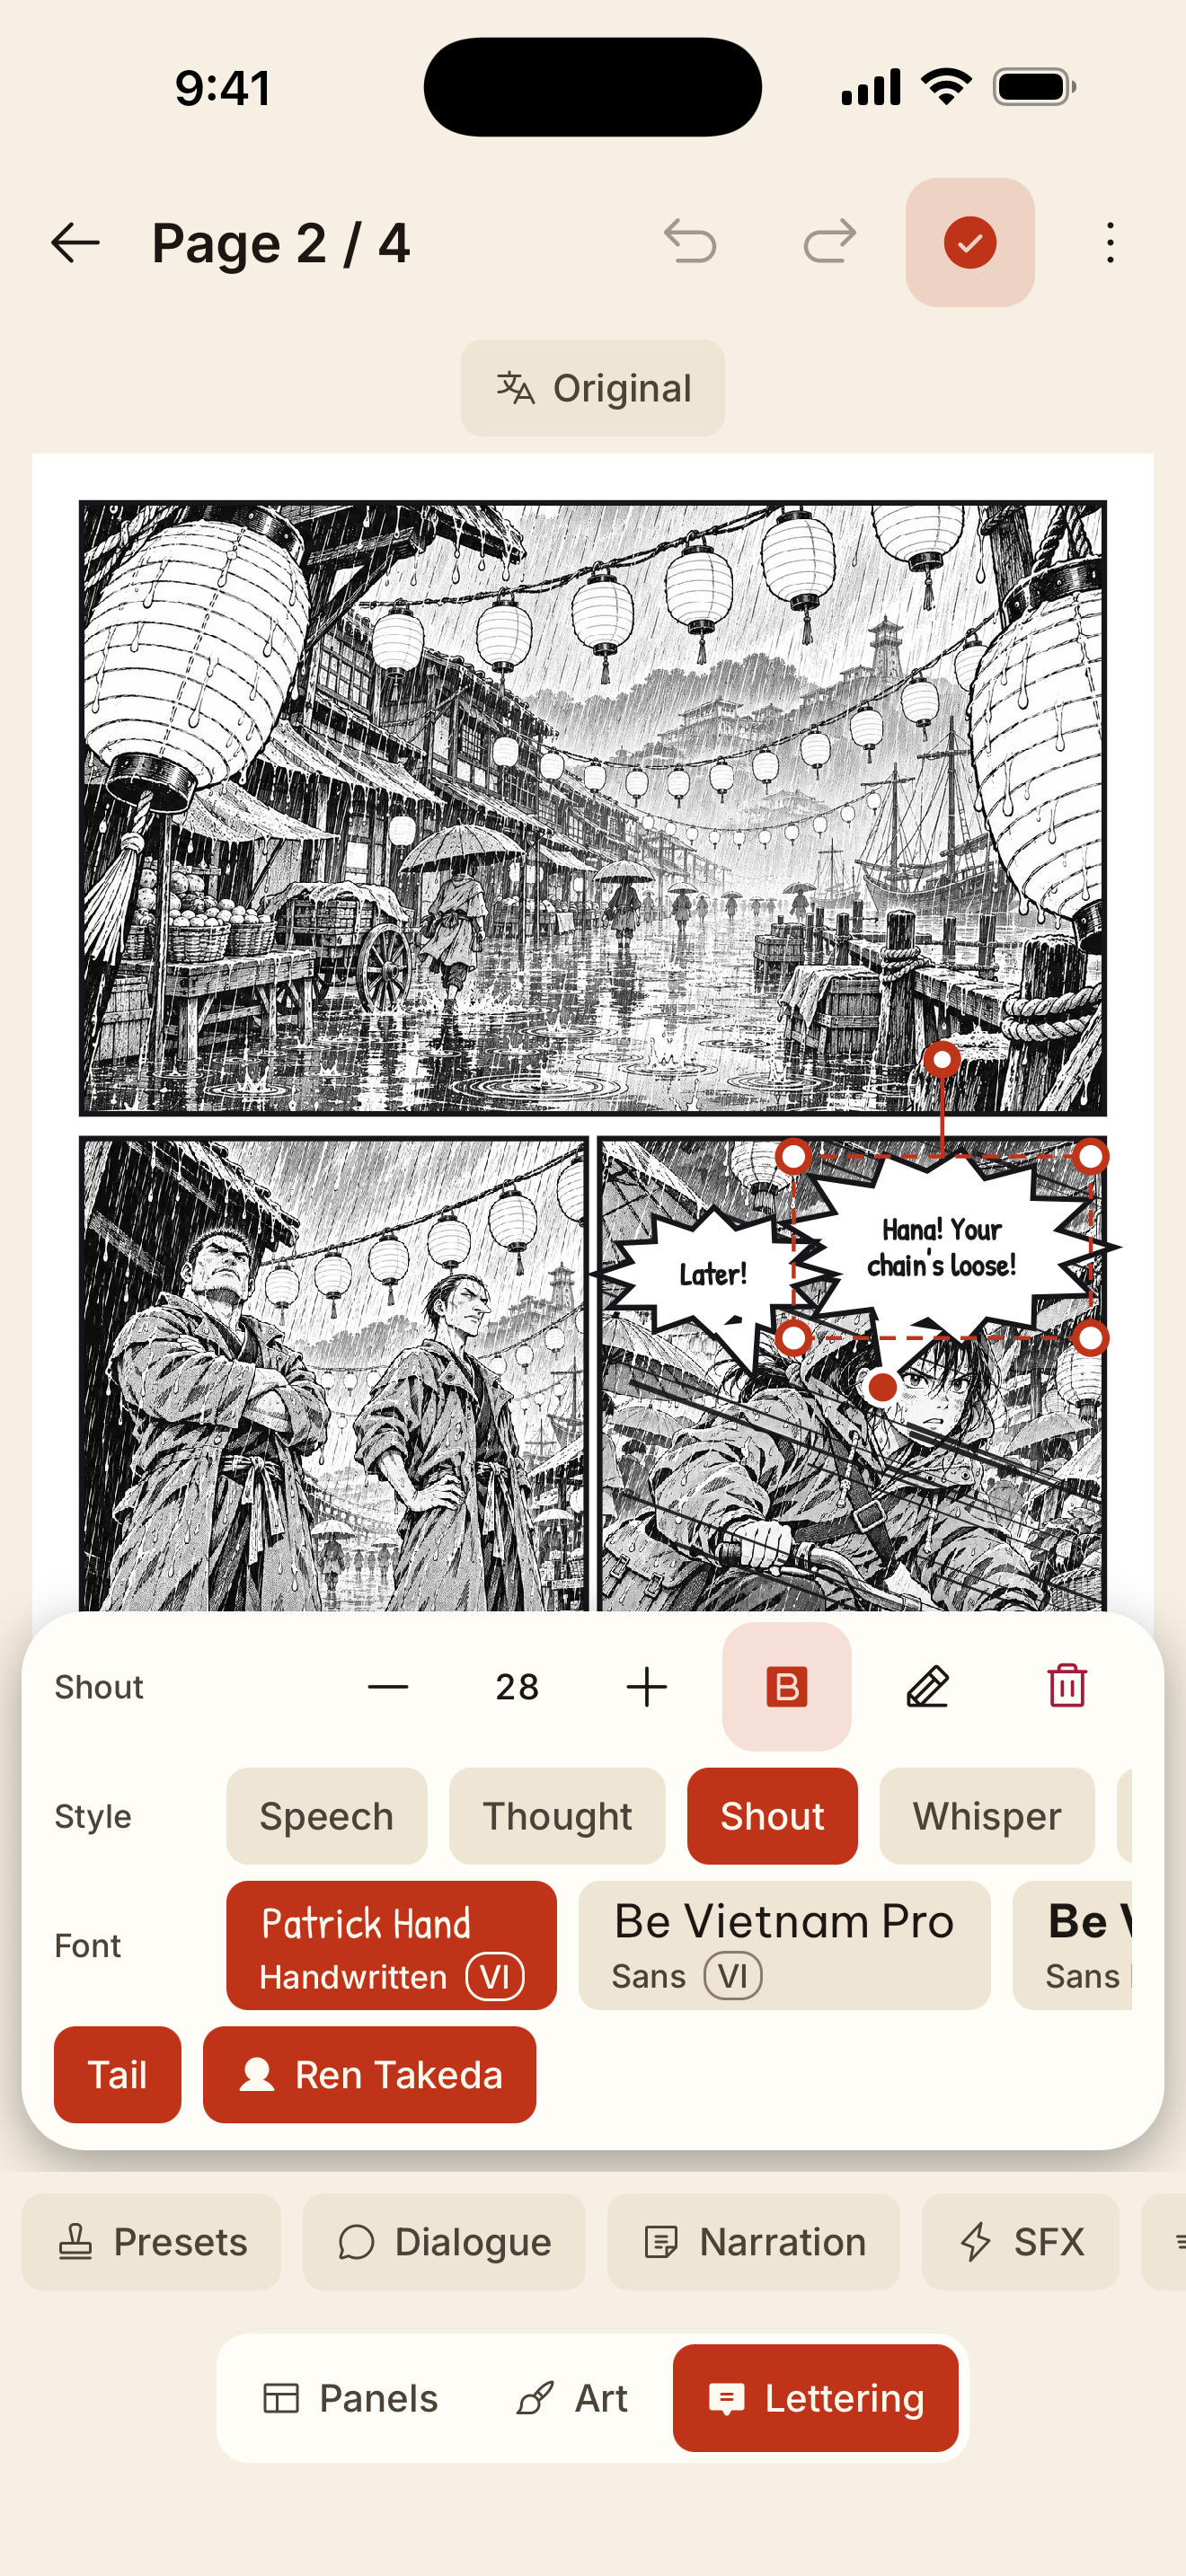 9:41
Page 2 / 4
Original
Hana! Your
chain's loose!
Later!
Shout
28
B
Style
Speech
Thought
Shout
Whisper
Font
Patrick Hand
Handwritten VI
Be Vietnam Pro
Sans VI
Be
Sans
Tail
Ren Takeda
Presets
Dialogue
Narration
SFX
Panels
Art
Lettering